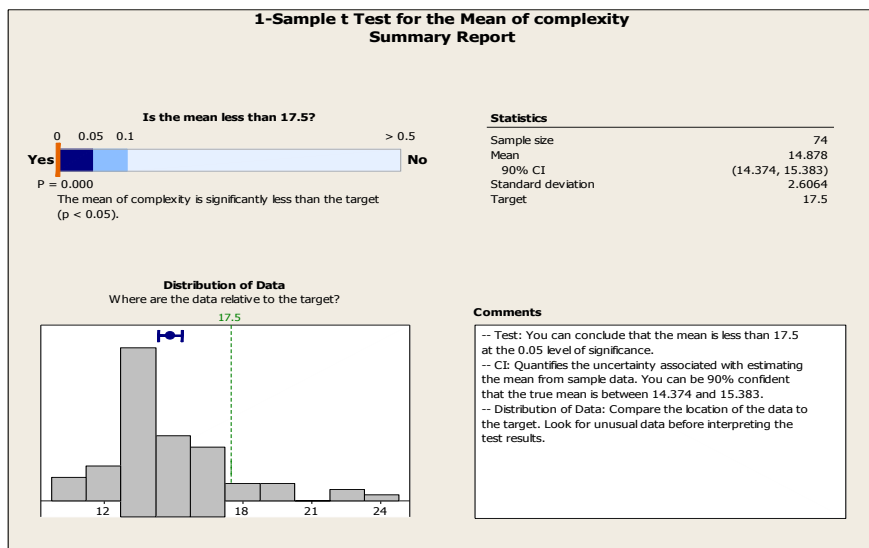 1-Sample t Test for the Mean of complexity
Summary Report
Is the mean less than 17.5?
0 0.05 0.1 > 0.5
Yes No
P = 0.000
The mean of complexity is significantly less than the target
(p < 0.05).
Statistics
Sample size 74
Mean 14.878
90% CI (14.374, 15.383)
Standard deviation 2.6064
Target 17.5
Distribution of Data
Where are the data relative to the target?
17.5
12 18 21 24
Comments
-- Test: You can conclude that the mean is less than 17.5
at the 0.05 level of significance.
-- CI: Quantifies the uncertainty associated with estimating
the mean from sample data. You can be 90% confident
that the true mean is between 14.374 and 15.383.
-- Distribution of Data: Compare the location of the data to
the target. Look for unusual data before interpreting the
test results.